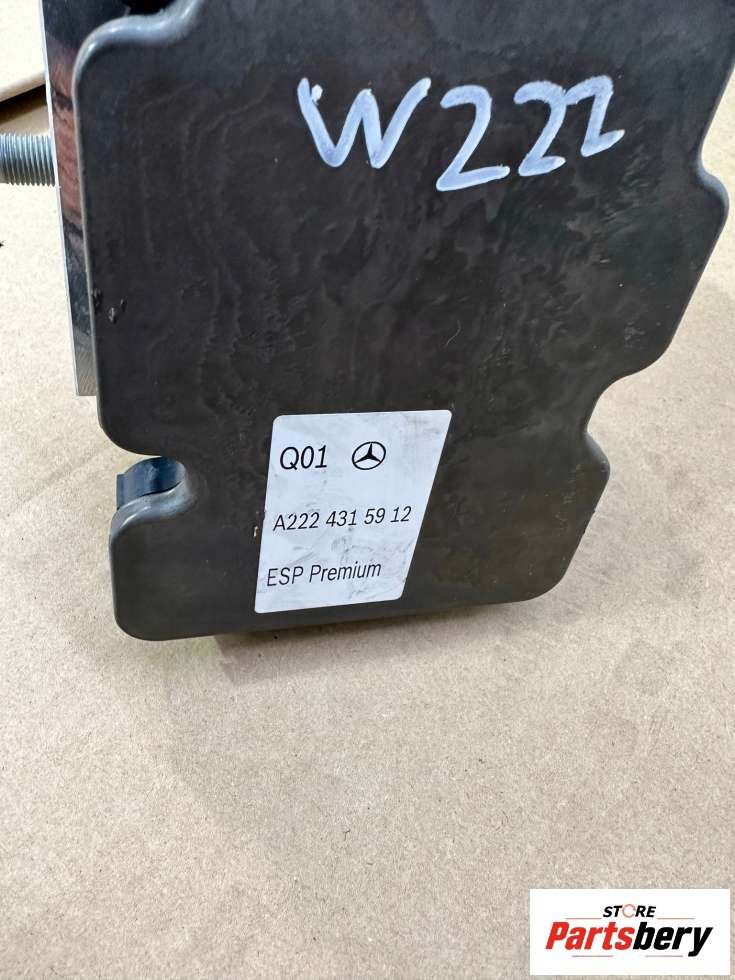 W222
Q01
A222 431 59 12
ESP Premium
STORE
Partsbery